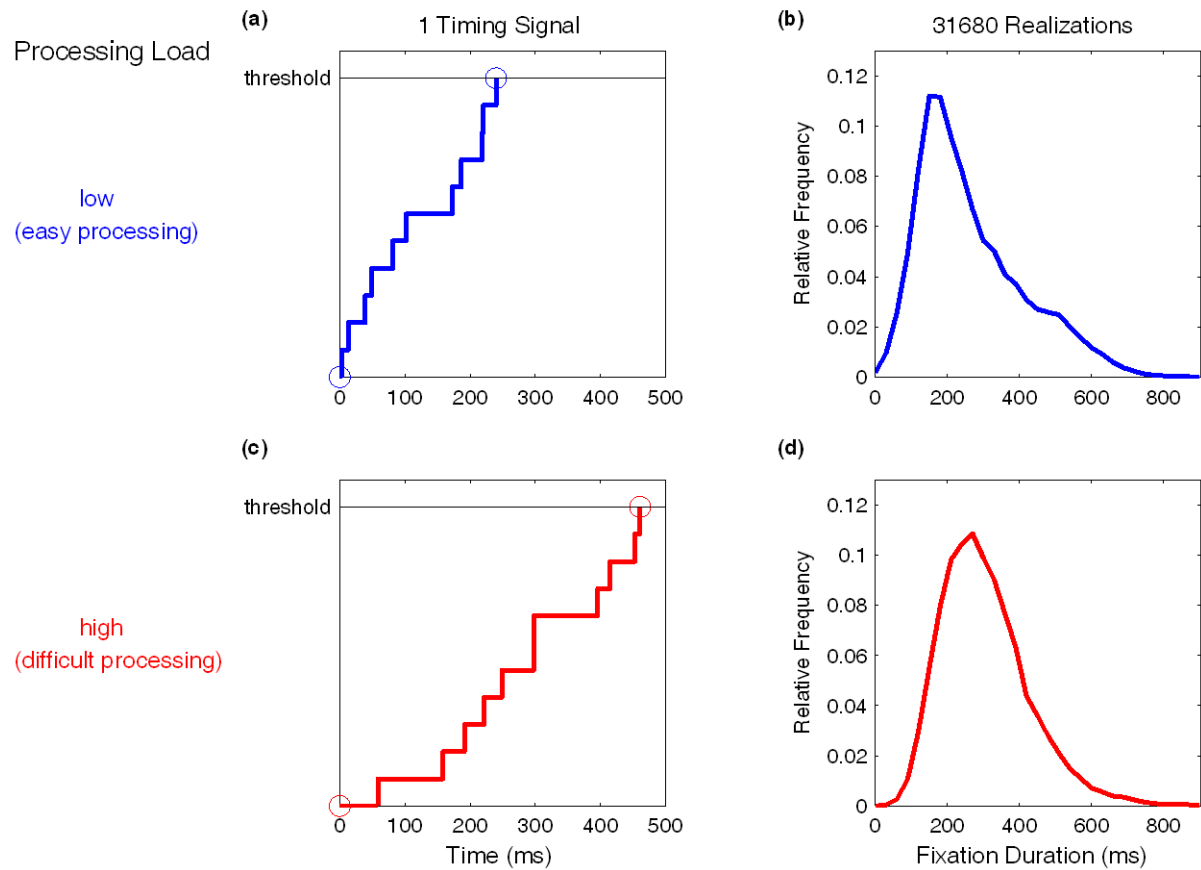 Processing Load
(a)
1 Timing Signal
threshold
low
(easy processing)
0 100 200 300 400 500
(b)
31680 Realizations
Relative Frequency
0.12
0.1
0.08
0.06
0.04
0.02
0
0 200 400 600 800
(c)
threshold
high
(difficult processing)
0 100 200 300 400 500
Time (ms)
(d)
Relative Frequency
0.12
0.1
0.08
0.06
0.04
0.02
0
0 200 400 600 800
Fixation Duration (ms)